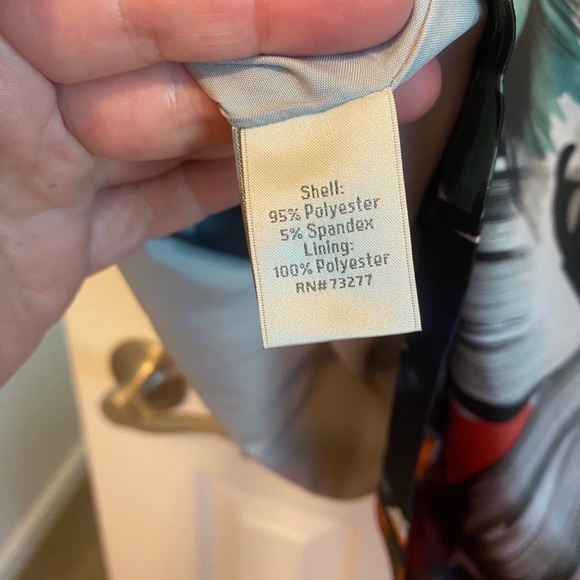 Shell:
95% Polyester
5% Spandex
Lining:
100% Polyester
RN#73277